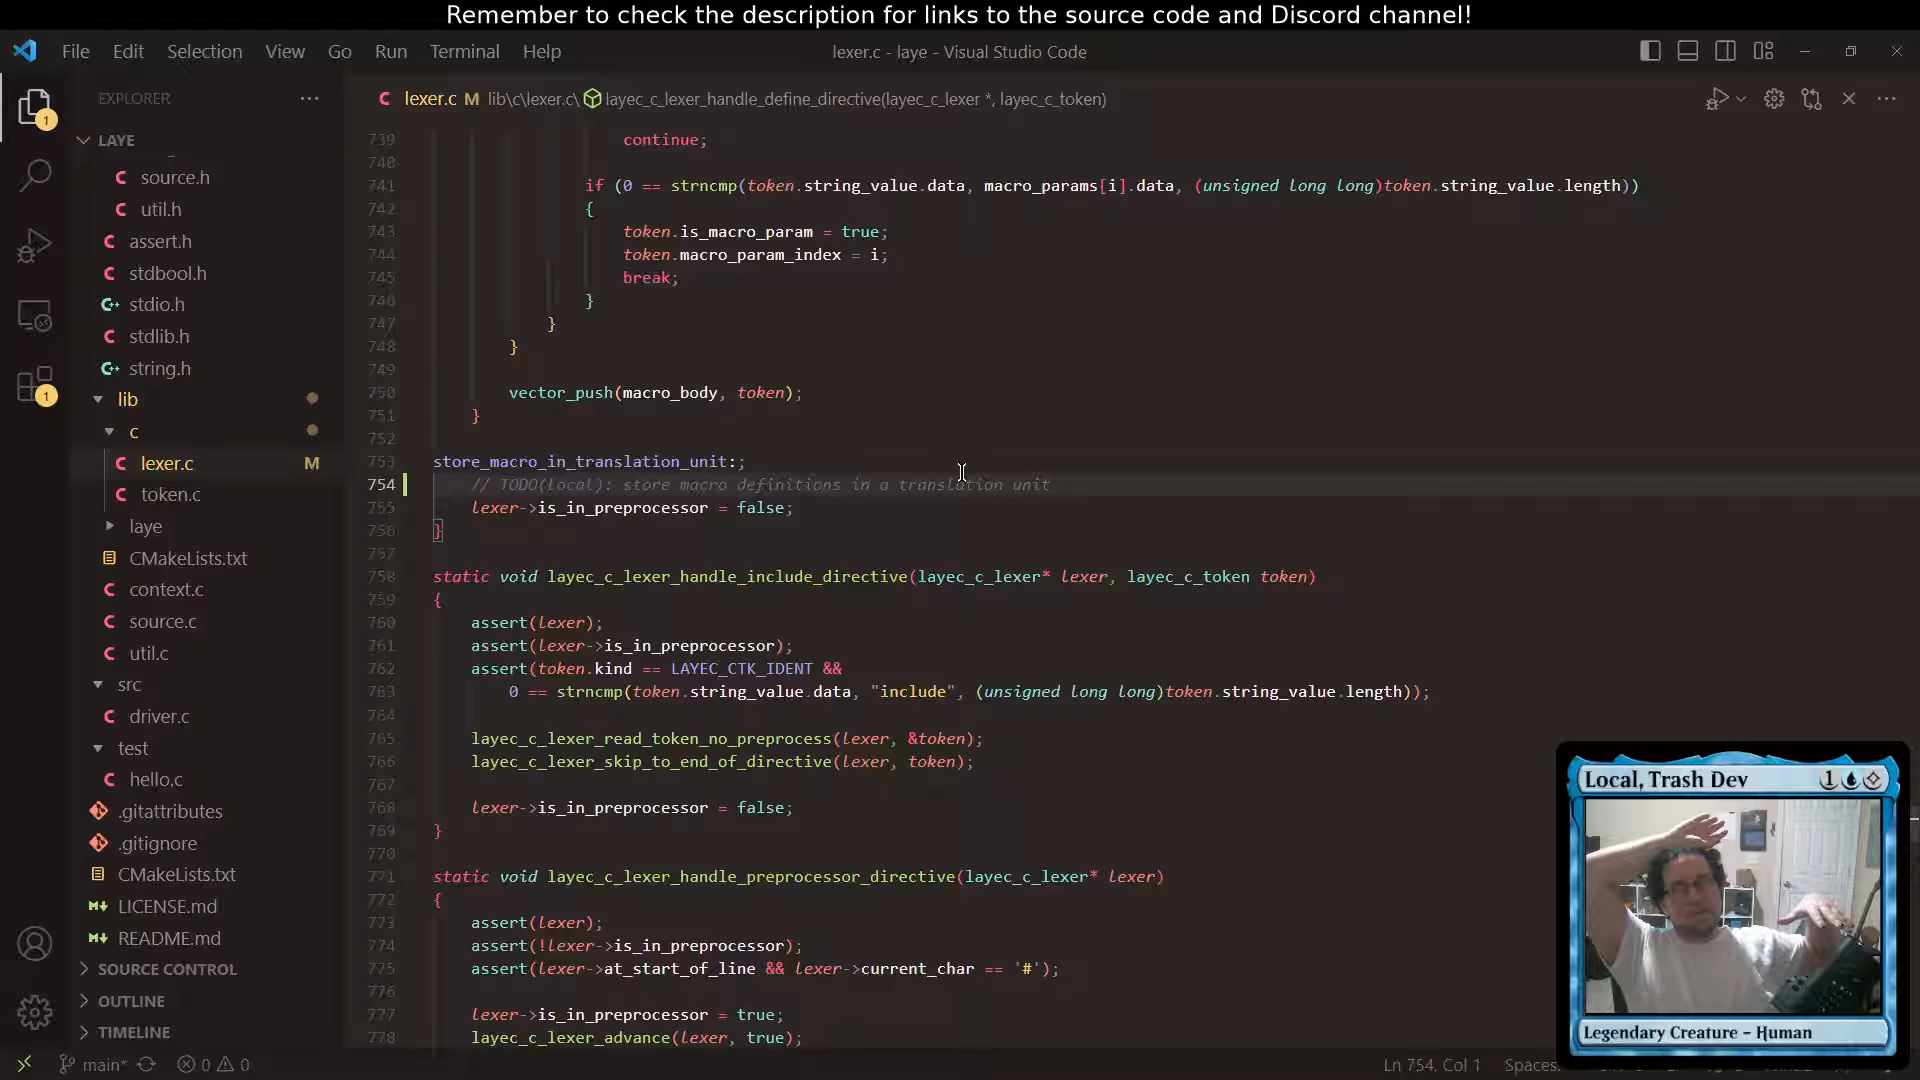 Remember to check the description for links to the source code and Discord channel!
File Edit Selection View Go Run Terminal Help
lexer.c - laye - Visual Studio Code
EXPLORER
lexer.c M lib\c\lexer.c\ layec_c_lexer_handle_define_directive(layec_c_lexer *, layec_c_token)
1
LAYE
source.h
util.h
assert.h
stdbool.h
stdio.h
stdlib.h
string.h
1
lib
c
lexer.c M
token.c
laye
CMakeLists.txt
context.c
source.c
util.c
src
driver.c
test
hello.c
.gitattributes
.gitignore
CMakeLists.txt
LICENSE.md
README.md
SOURCE CONTROL
OUTLINE
TIMELINE
739 continue;
740
741 if (0 == strncmp(token.string_value.data, macro_params[i].data, (unsigned long long)token.string_value.length))
742 {
743 token.is_macro_param = true;
744 token.macro_param_index = i;
745 break;
746 }
747 }
748 }
749
750 vector_push(macro_body, token);
751 }
752
753 store_macro_in_translation_unit:;
754 // TODO(local): store macro definitions in a translation unit
755 lexer->is_in_preprocessor = false;
756 }
757
758 static void layec_c_lexer_handle_include_directive(layec_c_lexer* lexer, layec_c_token token)
759 {
760 assert(lexer);
761 assert(lexer->is_in_preprocessor);
762 assert(token.kind == LAYEC_CTK_IDENT &&
763 0 == strncmp(token.string_value.data, "include", (unsigned long long)token.string_value.length));
764
765 layec_c_lexer_read_token_no_preprocess(lexer, &token);
766 layec_c_lexer_skip_to_end_of_directive(lexer, token);
767
768 lexer->is_in_preprocessor = false;
769 }
770
771 static void layec_c_lexer_handle_preprocessor_directive(layec_c_lexer* lexer)
772 {
773 assert(lexer);
774 assert(!lexer->is_in_preprocessor);
775 assert(lexer->at_start_of_line && lexer->current_char == '#');
776
777 lexer->is_in_preprocessor = true;
778 layec_c_lexer_advance(lexer, true);
Local, Trash Dev 1
Legendary Creature – Human
main* 0 0
Ln 754, Col 1 Spaces: